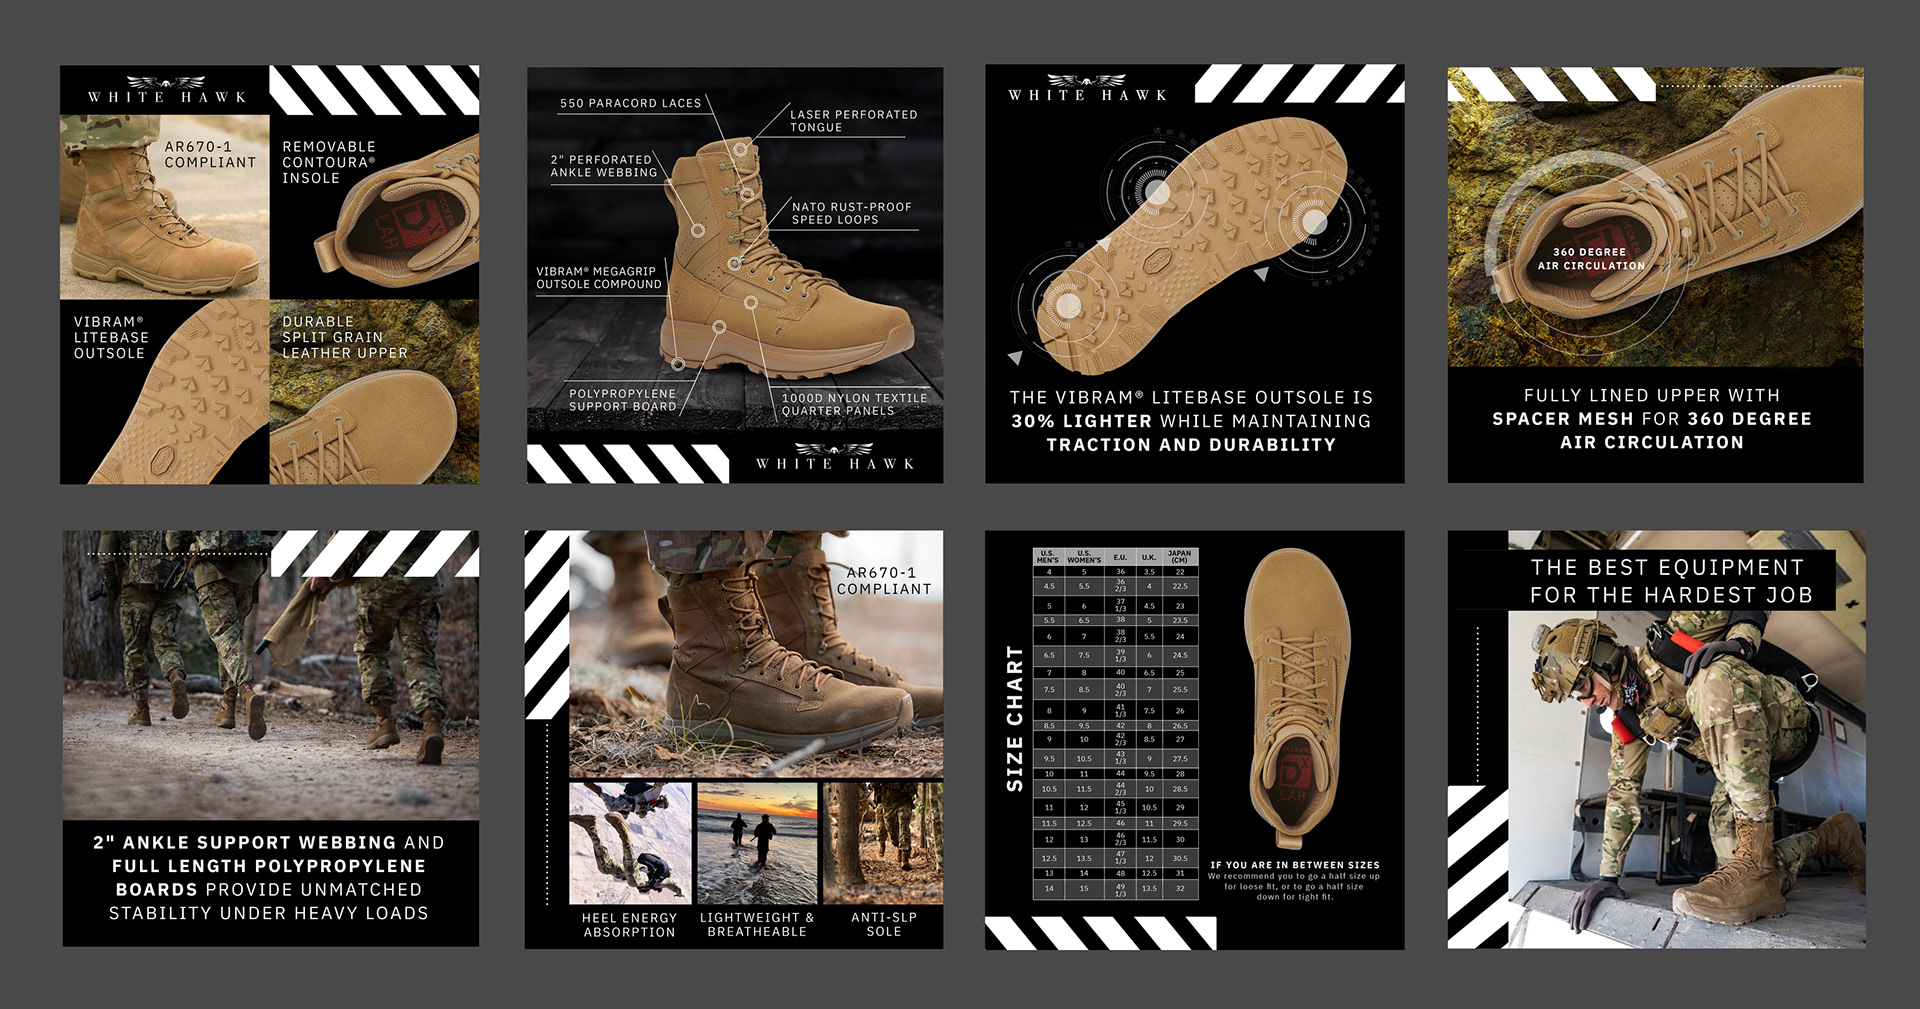 WHITE HAWK
AR670-1
COMPLIANT
REMOVABLE
CONTOURA®
INSOLE
DECKERS
DX
LAB
VIBRAM®
LITEBASE
OUTSOLE
DURABLE
SPLIT GRAIN
LEATHER UPPER
550 PARACORD LACES
LASER PERFORATED
TONGUE
2" PERFORATED
ANKLE WEBBING
NATO RUST-PROOF
SPEED LOOPS
VIBRAM® MEGAGRIP
OUTSOLE COMPOUND
POLYPROPYLENE
SUPPORT BOARD
1000D NYLON TEXTILE
QUARTER PANELS
WHITE HAWK
WHITE HAWK
THE VIBRAM® LITEBASE OUTSOLE IS
30% LIGHTER WHILE MAINTAINING
TRACTION AND DURABILITY
360 DEGREE
AIR CIRCULATION
FULLY LINED UPPER WITH
SPACER MESH FOR 360 DEGREE
AIR CIRCULATION
2" ANKLE SUPPORT WEBBING AND
FULL LENGTH POLYPROPYLENE
BOARDS PROVIDE UNMATCHED
STABILITY UNDER HEAVY LOADS
AR670-1
COMPLIANT
HEEL ENERGY
ABSORPTION
LIGHTWEIGHT &
BREATHEABLE
ANTI-SLP
SOLE
SIZE CHART
U.S. MEN'S U.S. WOMEN'S E.U. U.K. JAPAN (CM)
4 5 36 3.5 22
4.5 5.5 36 2/3 4 22.5
5 6 37 1/3 4.5 23
5.5 6.5 38 5 23.5
6 7 38 2/3 5.5 24
6.5 7.5 39 1/3 6 24.5
7 8 40 6.5 25
7.5 8.5 40 2/3 7 25.5
8 9 41 1/3 7.5 26
8.5 9.5 42 8 26.5
9 10 42 2/3 8.5 27
9.5 10.5 43 1/3 9 27.5
10 11 44 9.5 28
10.5 11.5 44 2/3 10 28.5
11 12 45 1/3 10.5 29
11.5 12.5 46 11 29.5
12 13 46 2/3 11.5 30
12.5 13.5 47 1/3 12 30.5
13 14 48 12.5 31
14 15 49 1/3 13.5 32
DECKERS
DX
LAB
IF YOU ARE IN BETWEEN SIZES
We recommend you to go a half size up
for loose fit, or to go a half size
down for tight fit.
THE BEST EQUIPMENT
FOR THE HARDEST JOB